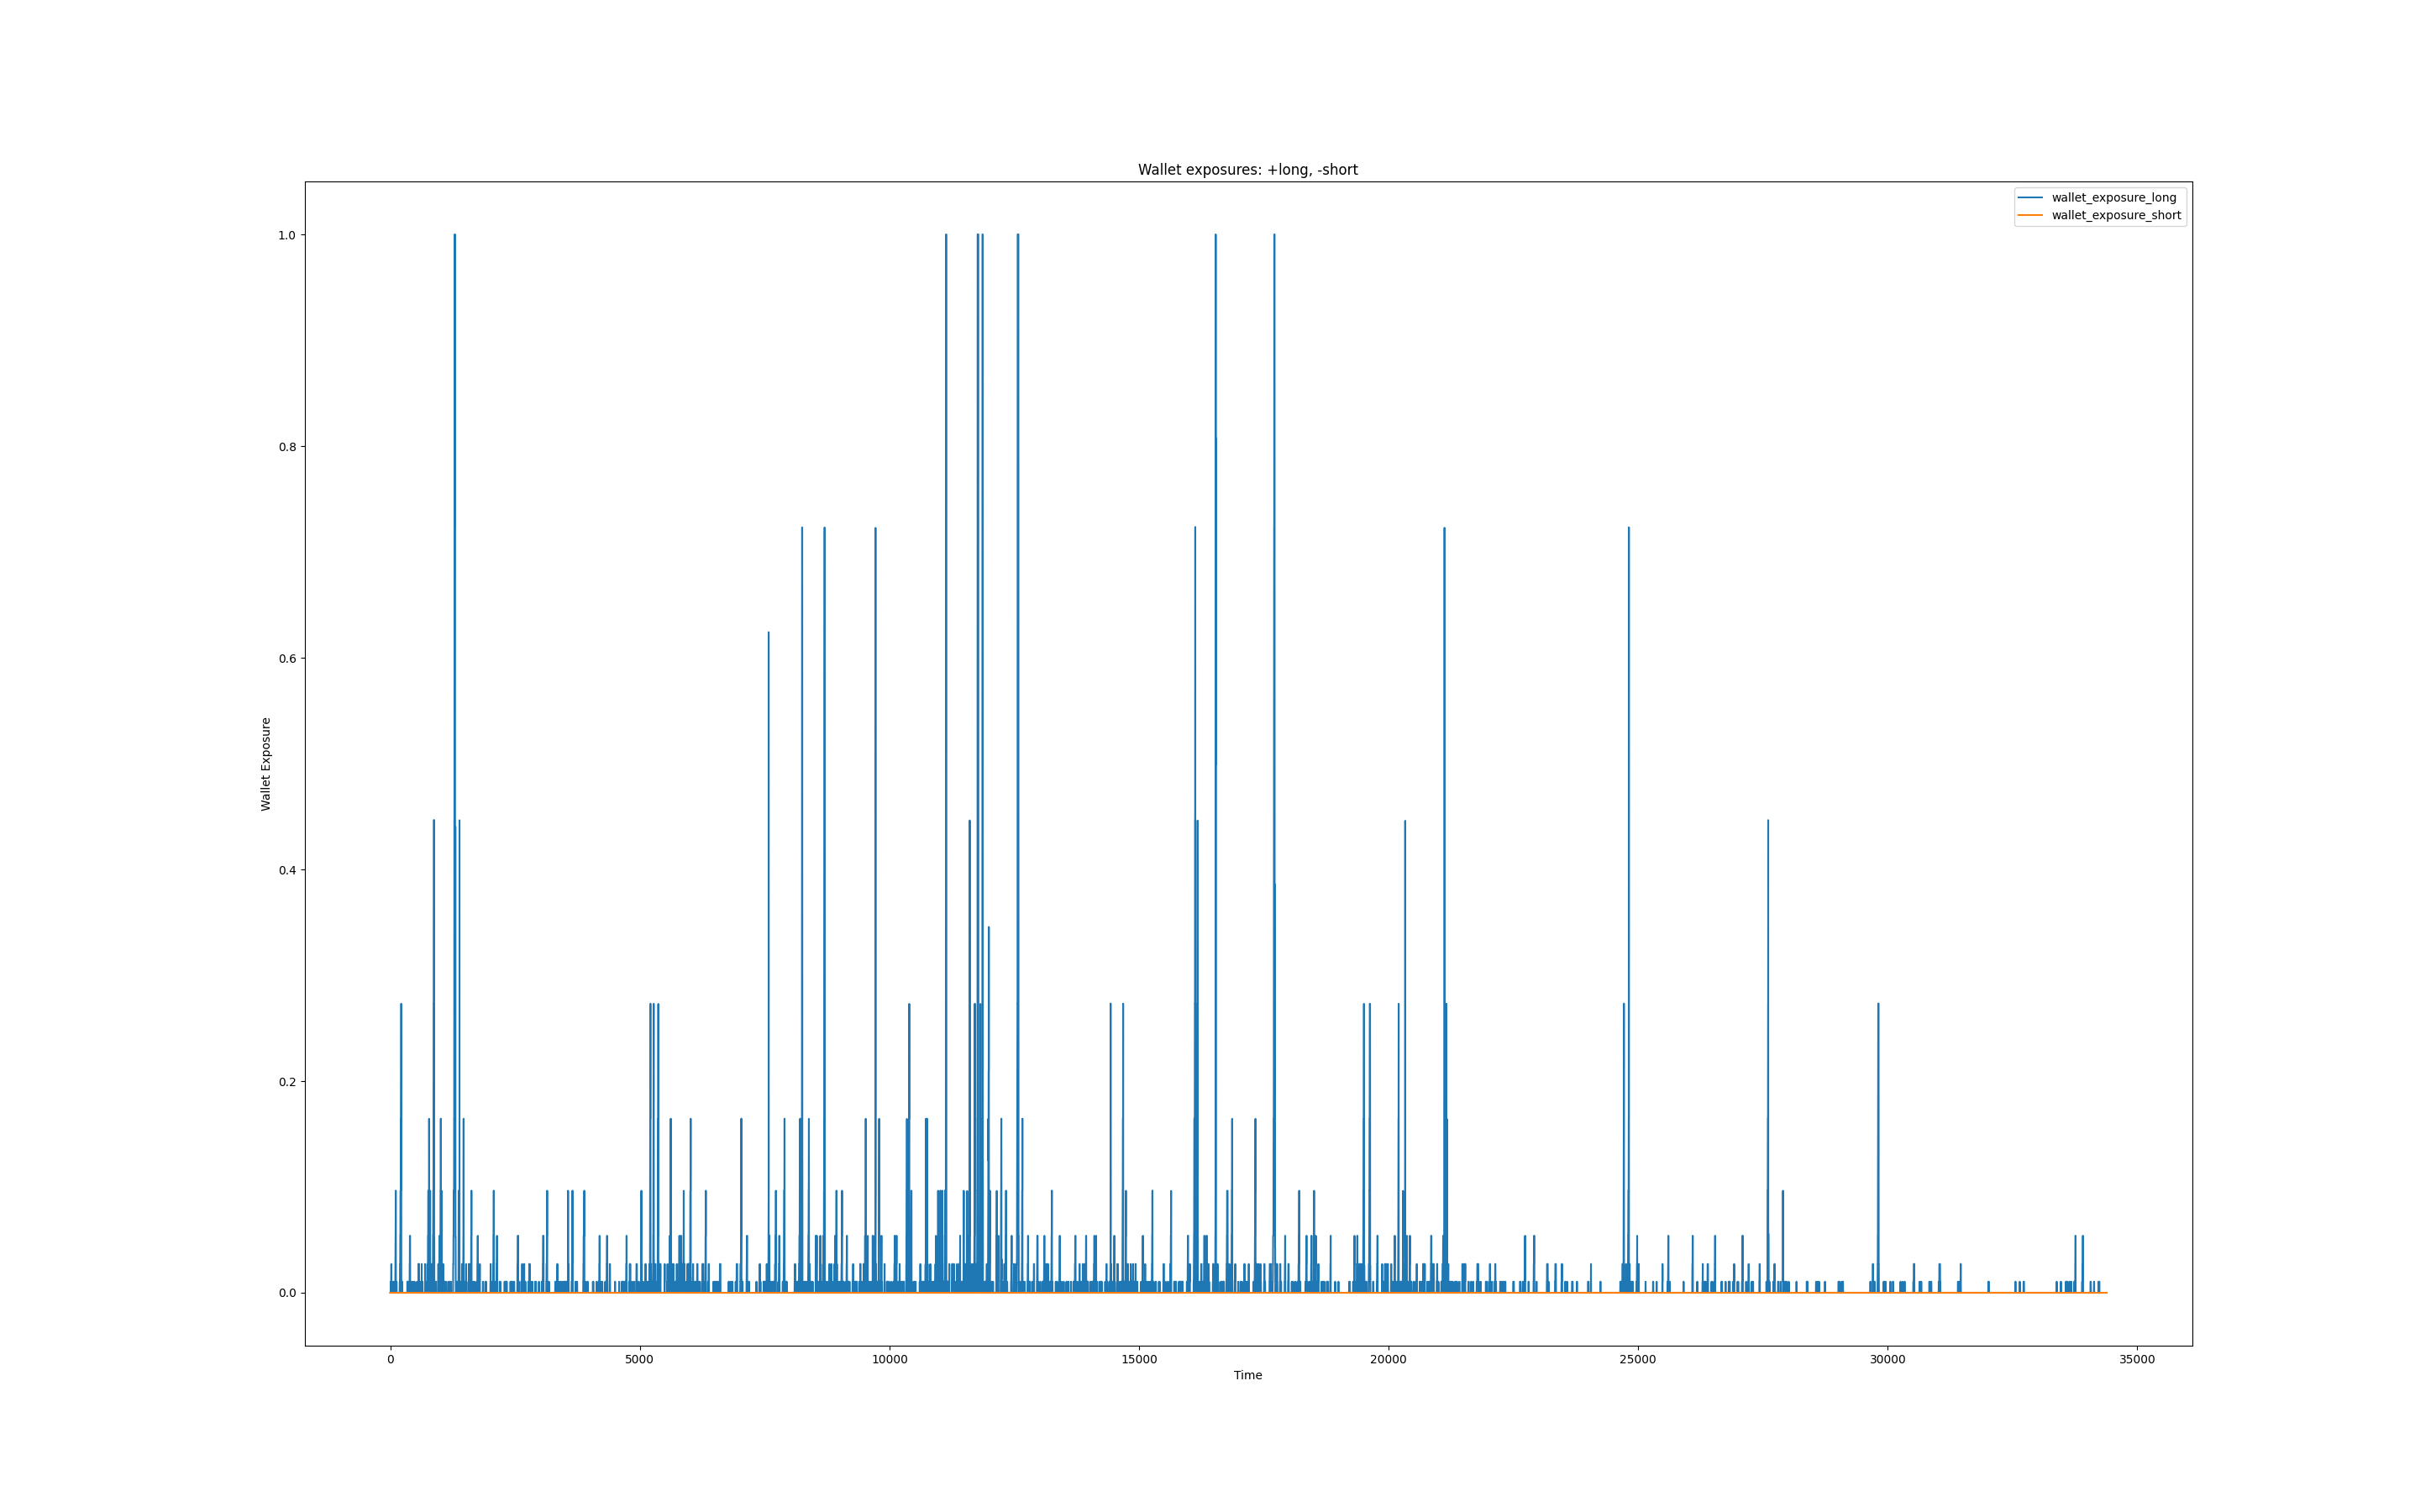 Wallet exposures: +long, -short
wallet_exposure_long
wallet_exposure_short
1.0
0.8
0.6
0.4
0.2
0.0
Wallet Exposure
0 5000 10000 15000 20000 25000 30000 35000
Time